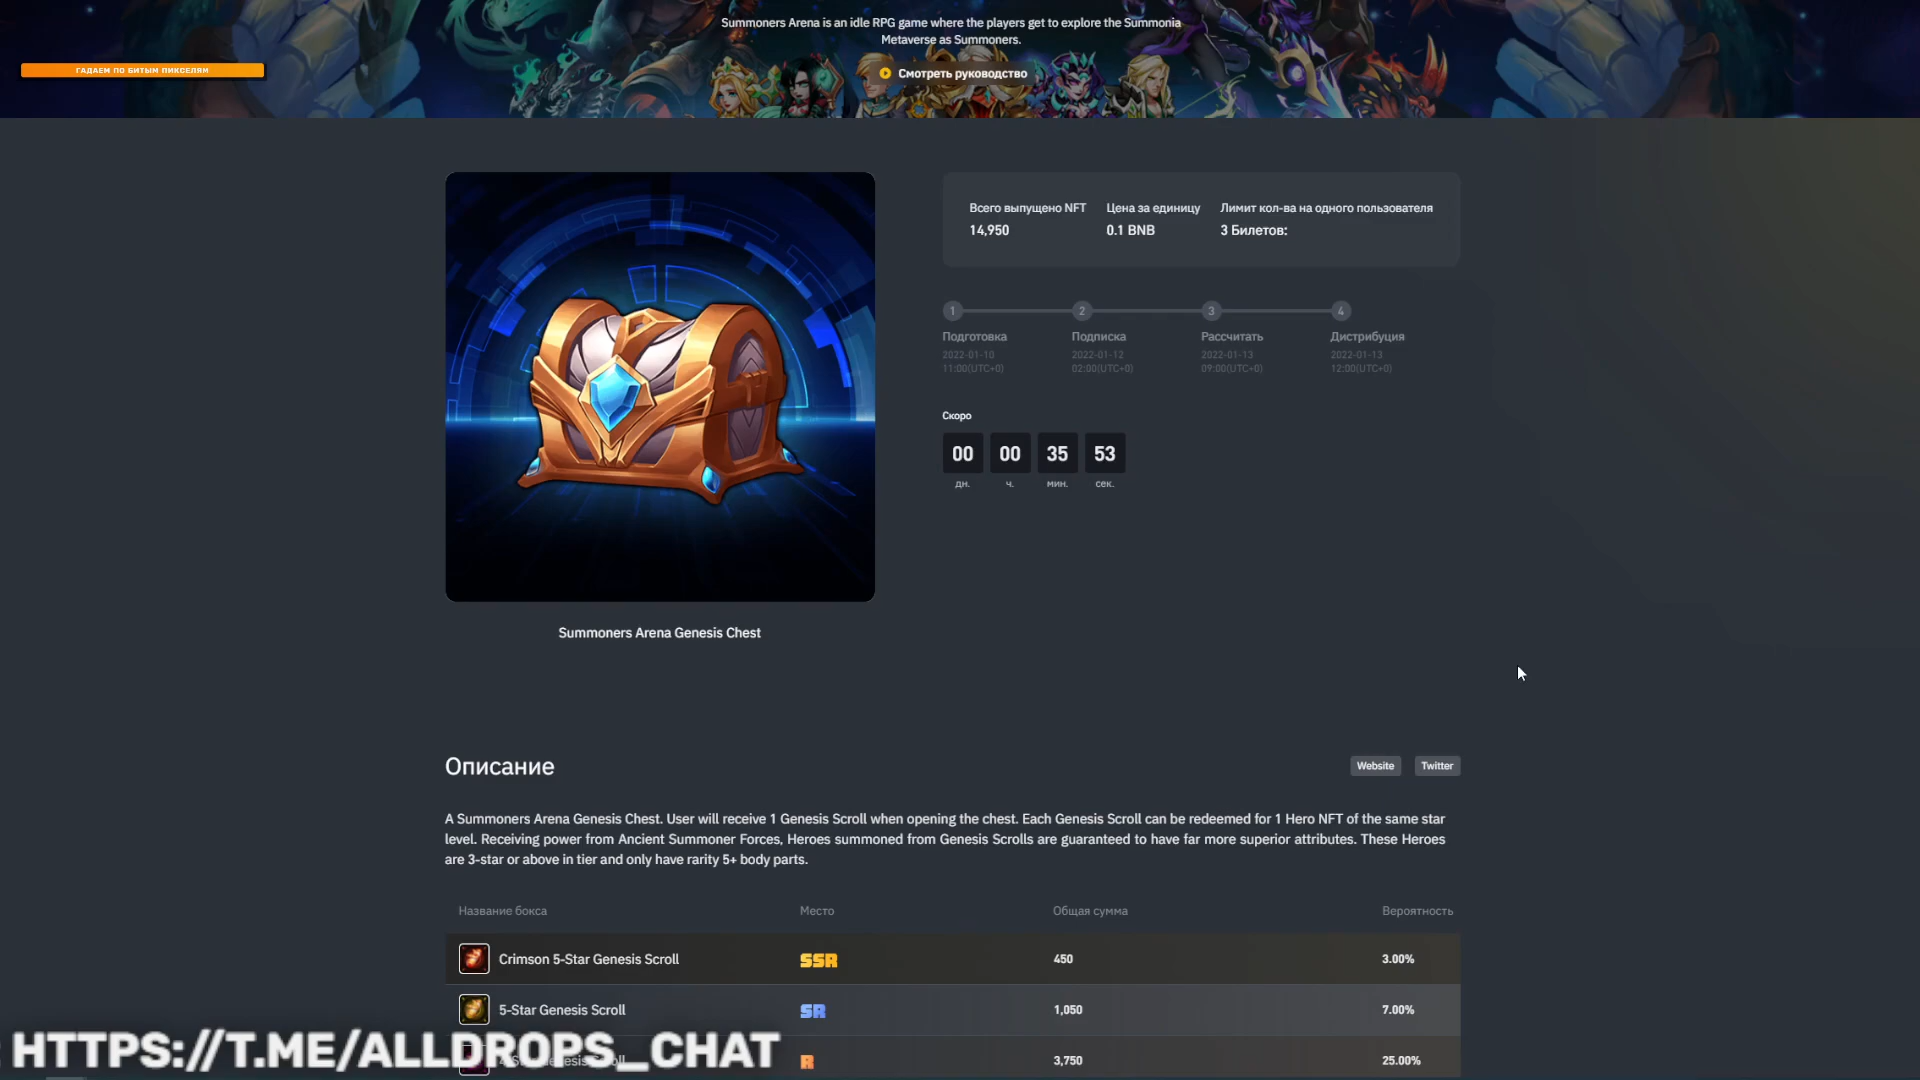 Summoners Arena is an idle RPG game where the players get to explore the Summonia
Metaverse as Summoners.
ГАДАЕМ ПО БИТЫМ ПИКСЕЛЯМ
Смотреть руководство
Всего выпущено NFT
Цена за единицу
Лимит кол-ва на одного пользователя
14,950
0.1 BNB
3 Билетов:
1
2
3
4
Подготовка
Подписка
Рассчитать
Дистрибуция
2022-01-10
2022-01-12
2022-01-13
2022-01-13
11:00(UTC+0)
02:00(UTC+0)
09:00(UTC+0)
12:00(UTC+0)
Скоро
00
00
35
53
дн.
ч.
мин.
сек.
Summoners Arena Genesis Chest
Описание
Website
Twitter
A Summoners Arena Genesis Chest. User will receive 1 Genesis Scroll when opening the chest. Each Genesis Scroll can be redeemed for 1 Hero NFT of the same star
level. Receiving power from Ancient Summoner Forces, Heroes summoned from Genesis Scrolls are guaranteed to have far more superior attributes. These Heroes
are 3-star or above in tier and only have rarity 5+ body parts.
Название бокса
Место
Общая сумма
Вероятность
Crimson 5-Star Genesis Scroll
SSR
450
3.00%
5-Star Genesis Scroll
SR
1,050
7.00%
HTTPS://T.ME/ALLDROPS_CHAT
R
3,750
25.00%